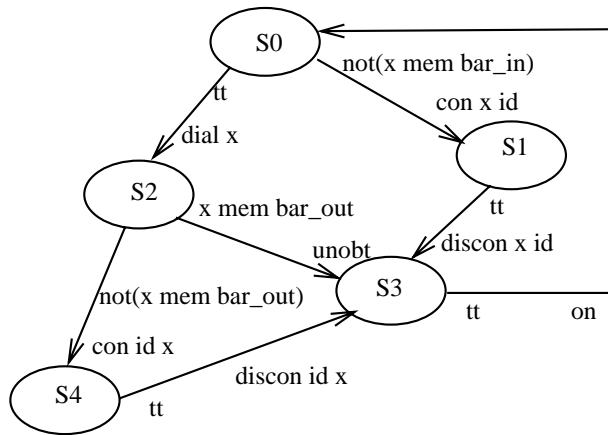 S0
not(x mem bar_in)
tt
con x id
dial x
S1
S2
x mem bar_out
tt
unobt
discon x id
S3
not(x mem bar_out)
tt
on
con id x
discon id x
S4
tt